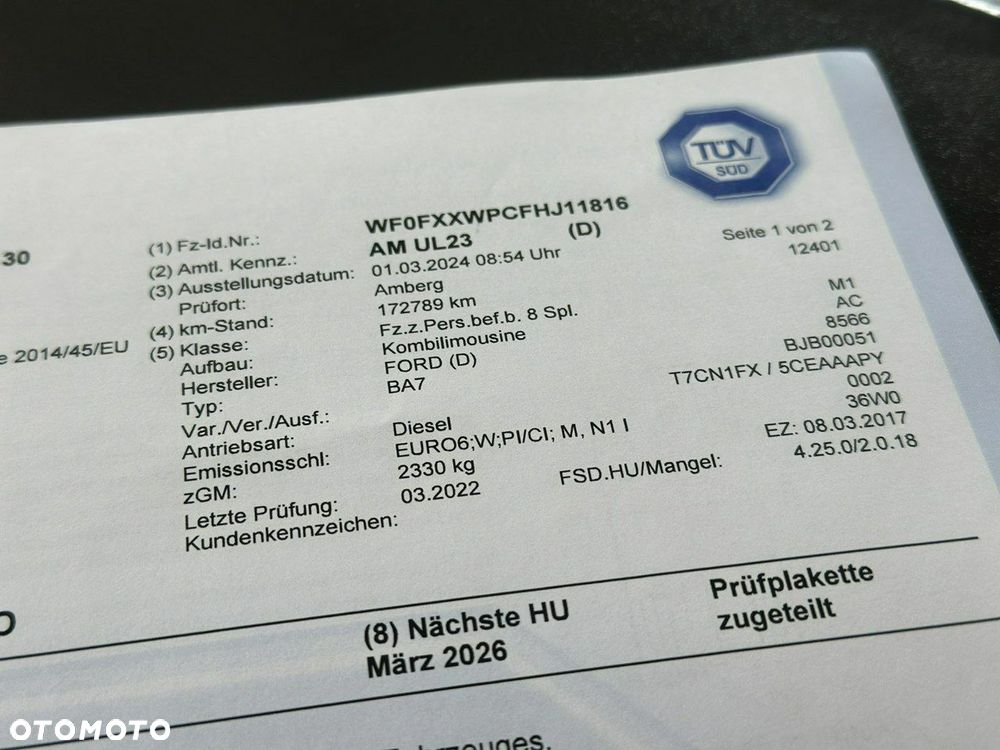 TÜV
SÜD
30
(1) Fz-Id.Nr.: WF0FXXWPCFHJ11816
(2) Amtl. Kennz.: AM UL23 (D) Seite 1 von 2
(3) Ausstellungsdatum: 01.03.2024 08:54 Uhr 12401
Prüfort: Amberg
(4) km-Stand: 172789 km
(5) Klasse: Fz.z.Pers.bef.b. 8 Spl. M1
e 2014/45/EU
Aufbau: Kombilimousine AC
Hersteller: FORD (D) 8566
Typ: BA7 BJB00051
Var./Ver./Ausf.: T7CN1FX / 5CEAAAPY
Antriebsart: Diesel 0002
Emissionsschl: EURO6;W;PI/CI; M, N1 I 36W0
zGM: 2330 kg EZ: 08.03.2017
Letzte Prüfung: 03.2022 FSD.HU/Mangel: 4.25.0/2.0.18
Kundenkennzeichen:
(8) Nächste HU Prüfplakette
März 2026 zugeteilt
Fahrzeuges,
OTOMOTO